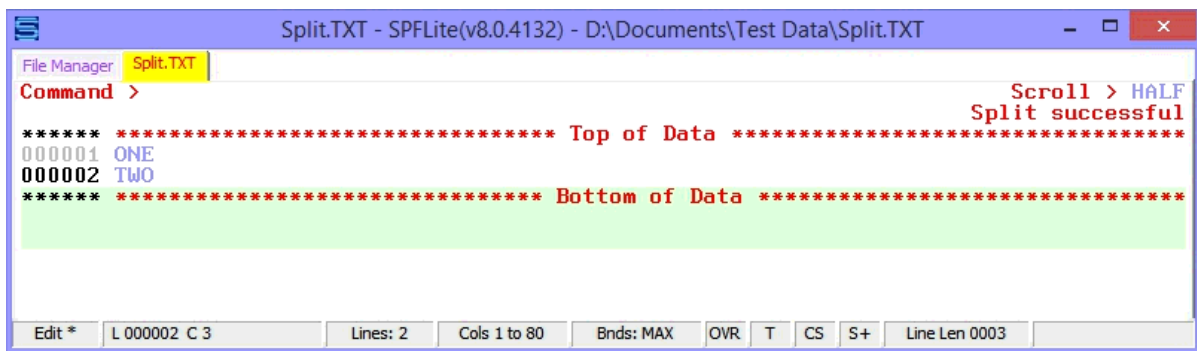 Split.TXT - SPFLite(v8.0.4132) - D:\Documents\Test Data\Split.TXT
File Manager Split.TXT
Command > Scroll > HALF
Split successful
****** ********************************* Top of Data **********************************
000001 ONE
000002 TWO
****** ******************************** Bottom of Data ********************************
Edit * L 000002 C 3 Lines: 2 Cols 1 to 80 Bnds: MAX OVR T CS S+ Line Len 0003